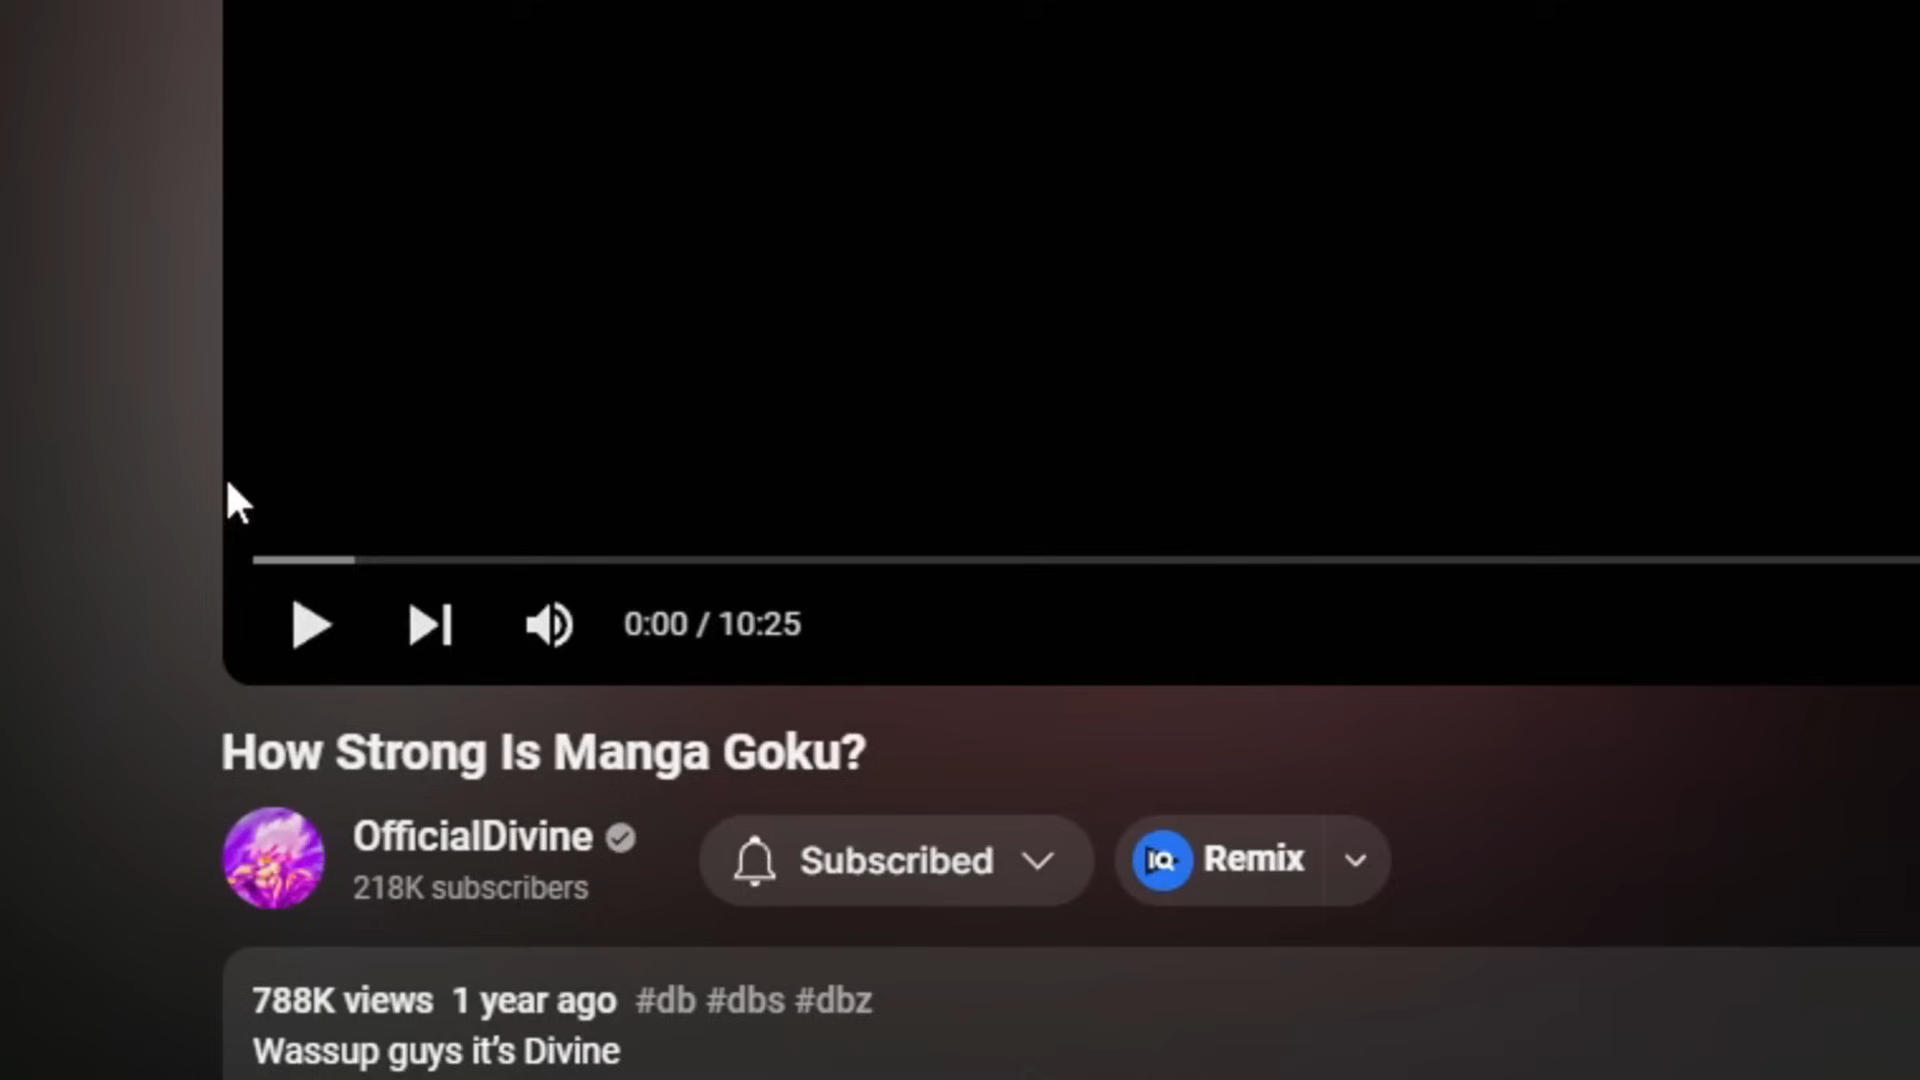 0:00 / 10:25
How Strong Is Manga Goku?
OfficialDivine
218K subscribers
Subscribed
IQ
Remix
788K views 1 year ago #db #dbs #dbz
Wassup guys it’s Divine